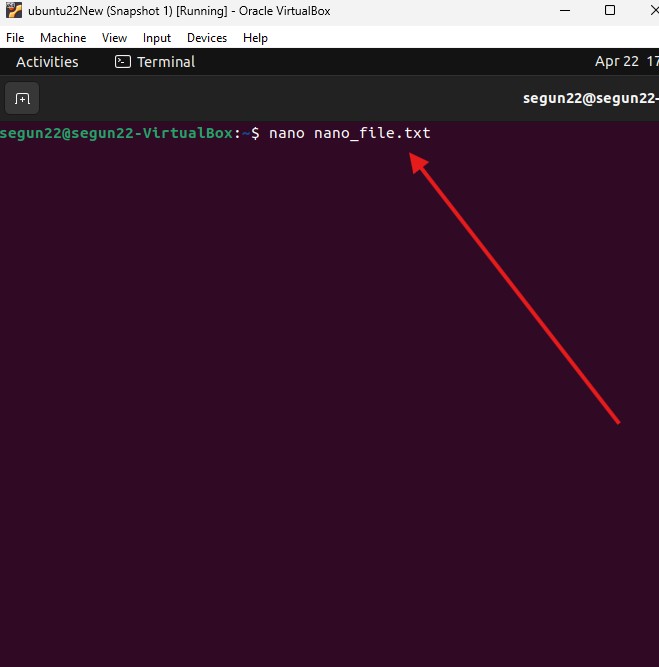 ubuntu22New (Snapshot 1) [Running] - Oracle VirtualBox
File Machine View Input Devices Help
Activities Terminal Apr 22 17
segun22@segun22-
segun22@segun22-VirtualBox:~$ nano nano_file.txt